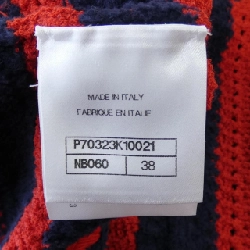 MADE IN ITALY
FABRIQUE EN ITALIE
P70323K10021
NB060 38